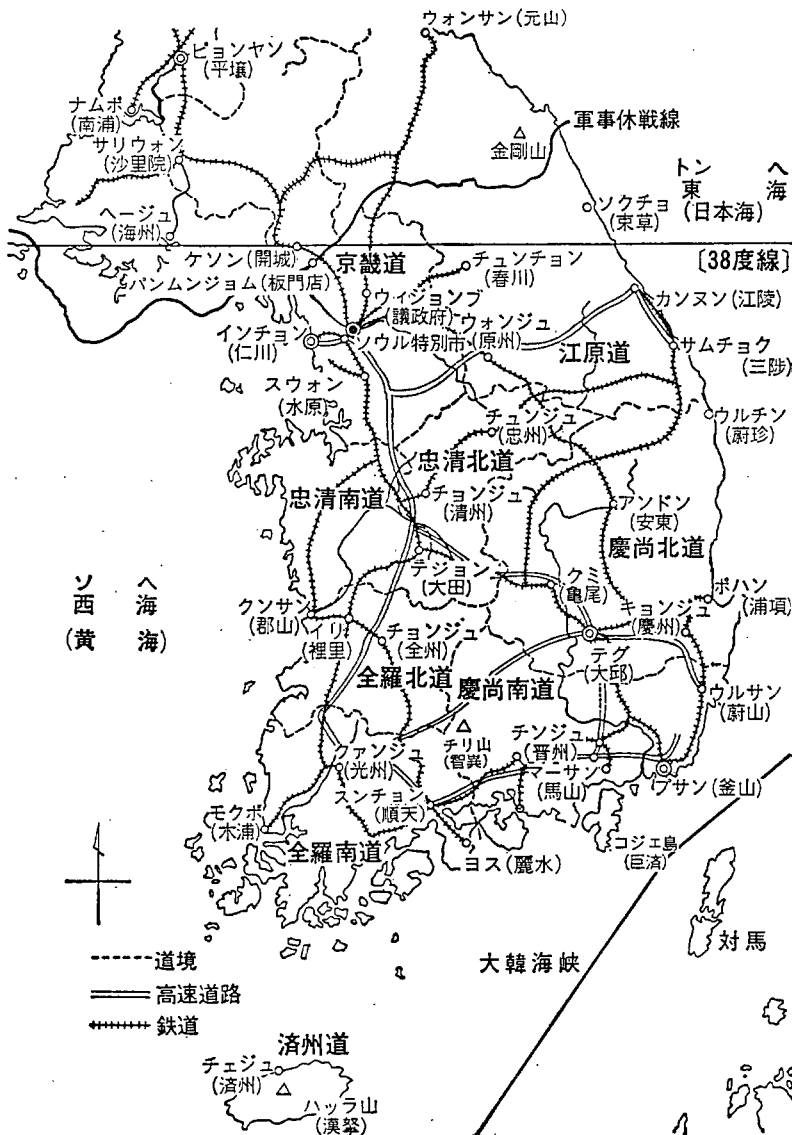 ウォンサン(元山)
ピョンヤン
(平壌)
ナムポ
(南浦)
軍事休戦線
金剛山
サリウォン
(沙里院)
トンヘ
東海
(日本海)
ソクチョ
(束草)
ヘージュ
(海州)
ケソン(開城)
京畿道
チュンチョン
(春川)
〔38度線〕
パンムンジョム(板門店)
ウィジョンブ
(議政府)
カンヌン(江陵)
インチョン
(仁川)
ソウル特別市
ウォンジュ
(原州)
江原道
サムチョク
(三陟)
スウォン
(水原)
チュンジュ
(忠州)
ウルチン
(蔚珍)
忠清北道
忠清南道
チョンジュ
(清州)
アンドン
(安東)
慶尚北道
ソヘ
西海
(黄海)
テジョン
(大田)
クミ
亀尾
ポハン
(浦項)
クンサン
(郡山)
イリ
(裡里)
チョンジュ
(全州)
キョンジュ
(慶州)
テグ
(大邱)
全羅北道
慶尚南道
ウルサン
(蔚山)
チリ山
(智異)
チンジュ
(晋州)
クァンジュ
(光州)
マーサン
(馬山)
プサン(釜山)
スンチョン
(順天)
モクポ
(木浦)
全羅南道
ヨス(麗水)
コジェ島
(巨済)
対馬
大韓海峡
道境
高速道路
鉄道
済州道
チェジュ
(済州)
ハッラ山
(漢拏)